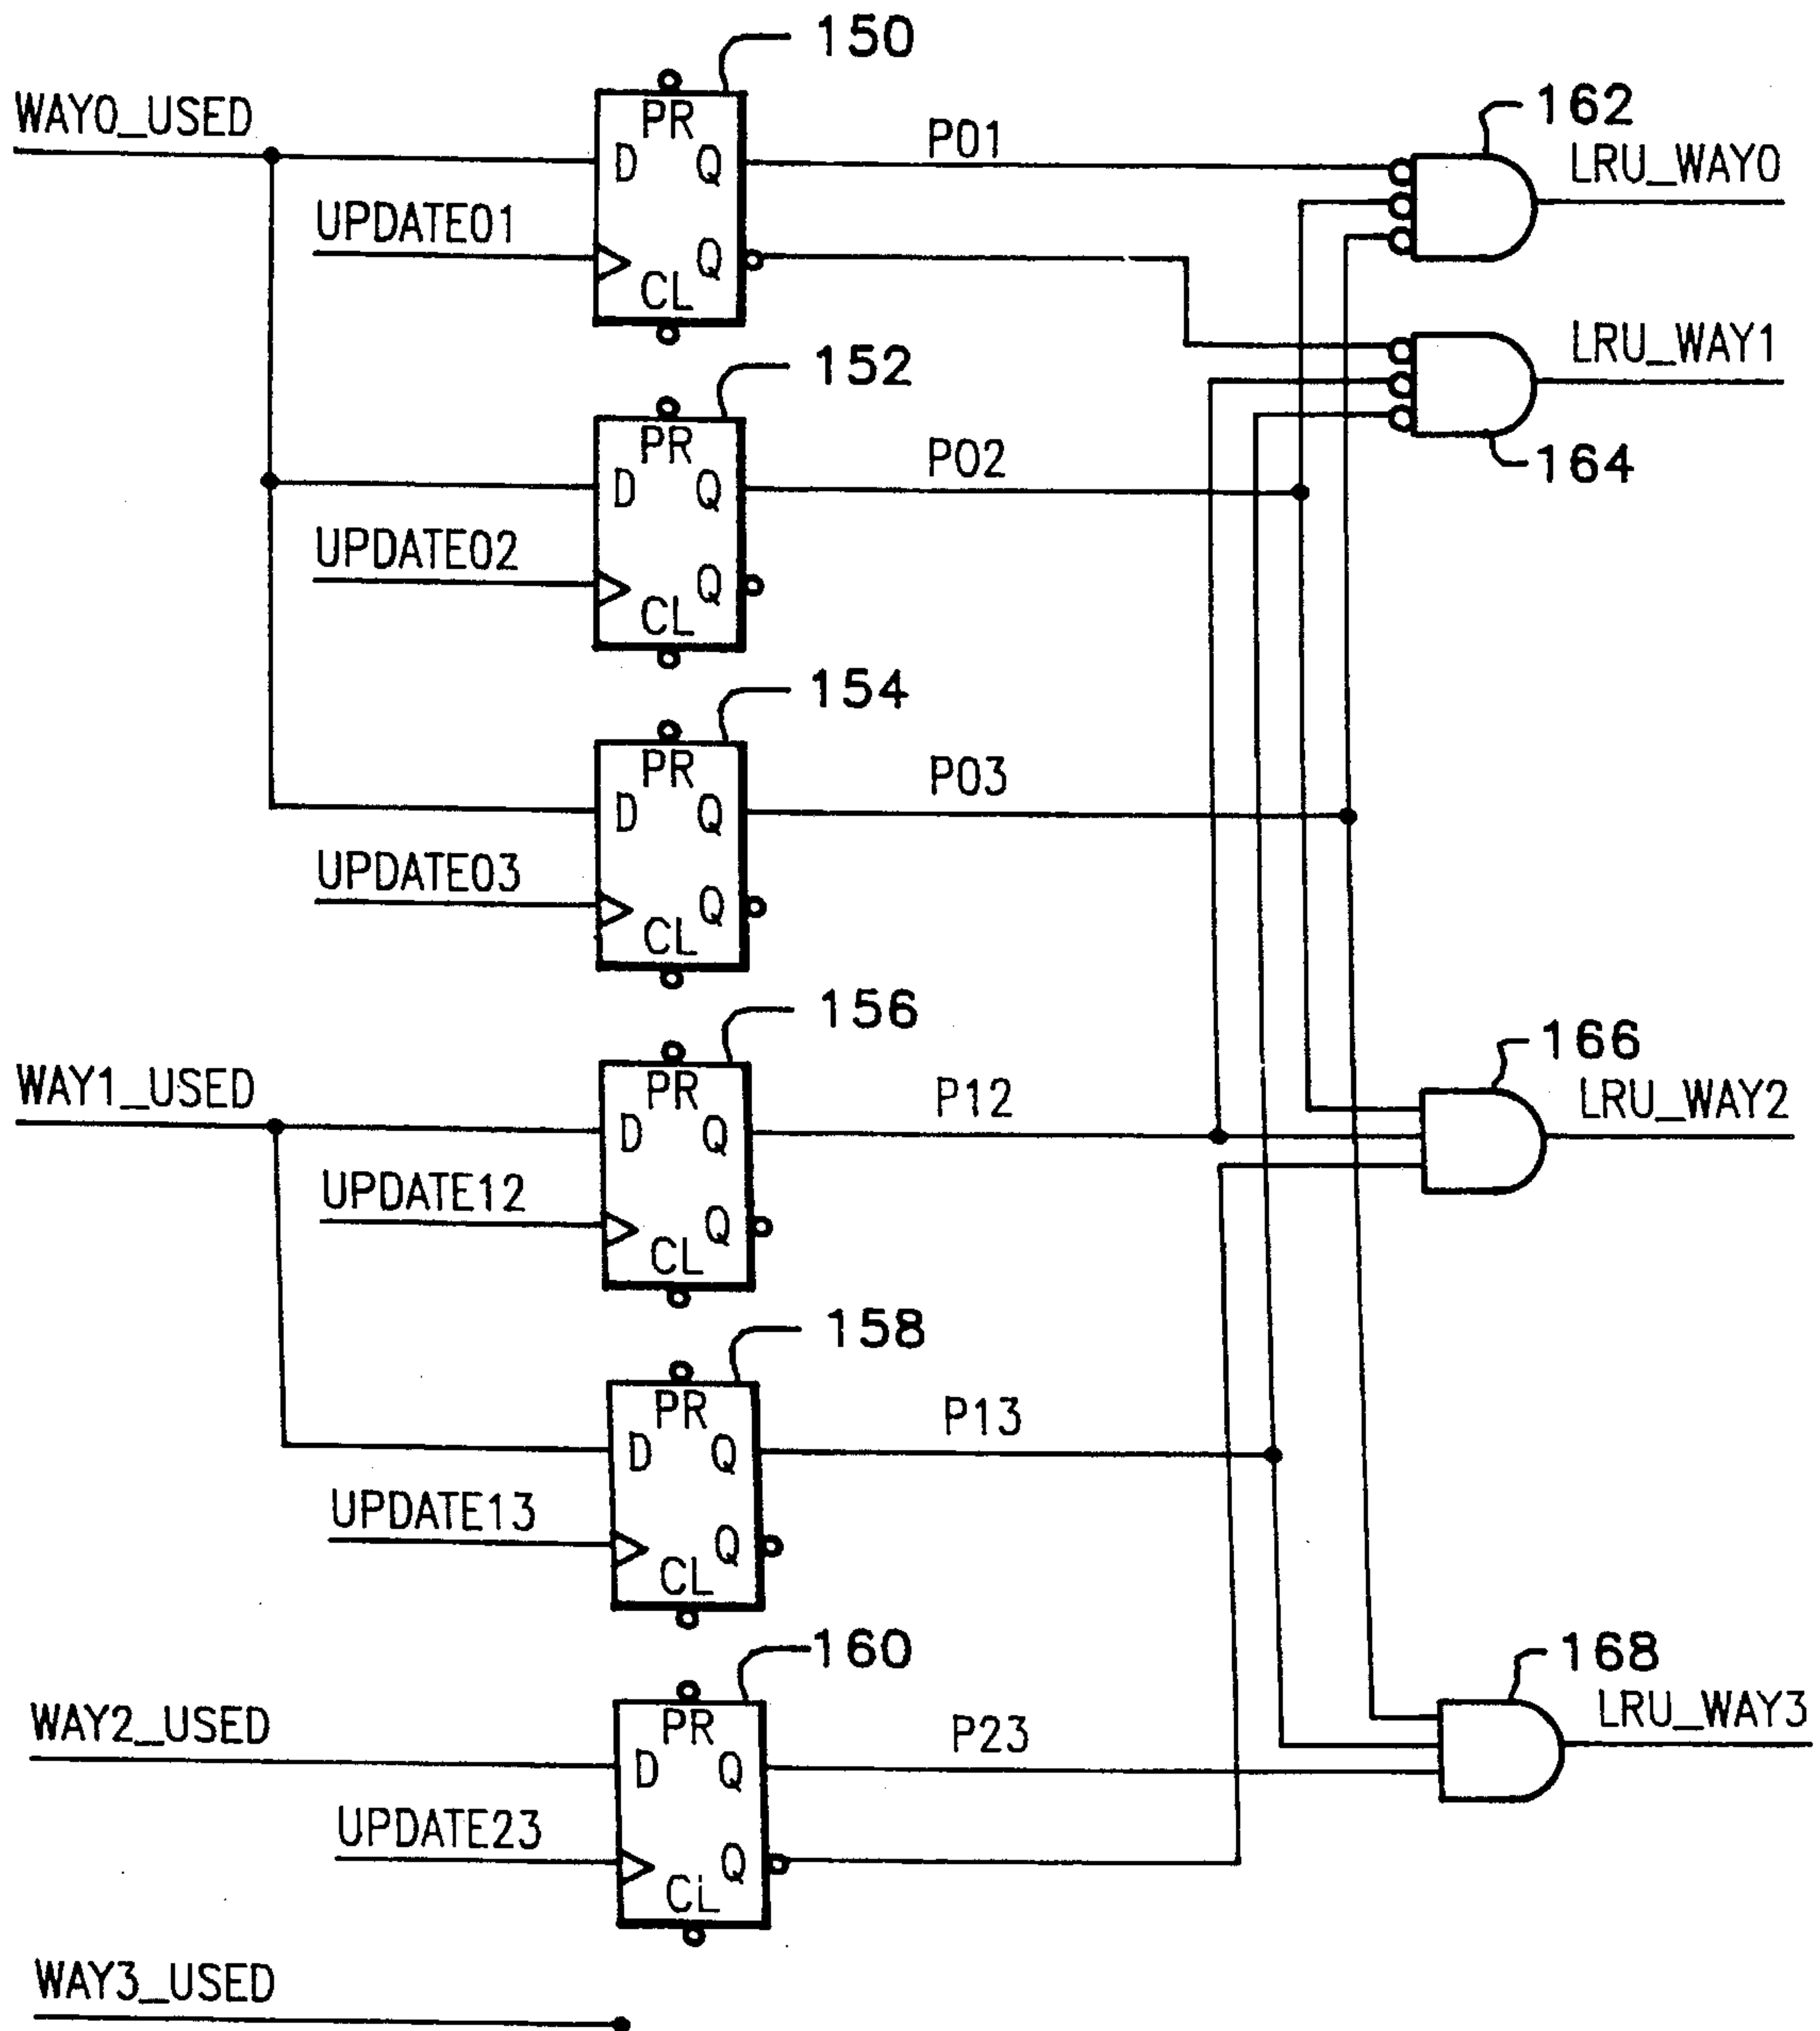 150
WAY0_USED
PR
P01
162
LRU_WAY0
D Q
UPDATE01
Q
CL
LRU_WAY1
152
164
PR
P02
D Q
UPDATE02
Q
CL
154
PR
P03
D Q
UPDATE03
Q
CL
156
166
WAY1_USED
PR
P12
LRU_WAY2
D Q
UPDATE12
Q
CL
158
PR
P13
D Q
UPDATE13
Q
CL
160
168
WAY2_USED
PR
P23
LRU_WAY3
D Q
UPDATE23
Q
CL
WAY3_USED